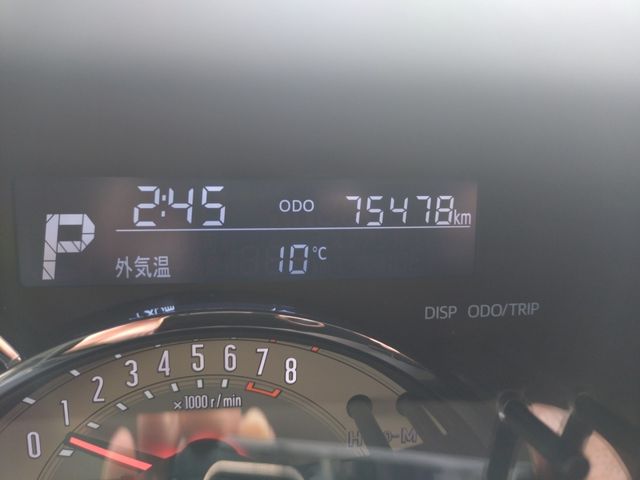 2:45 ODO 75478km
P
外気温 10°C
DISP ODO/TRIP
0 1 2 3 4 5 6 7 8
×1000 r/min